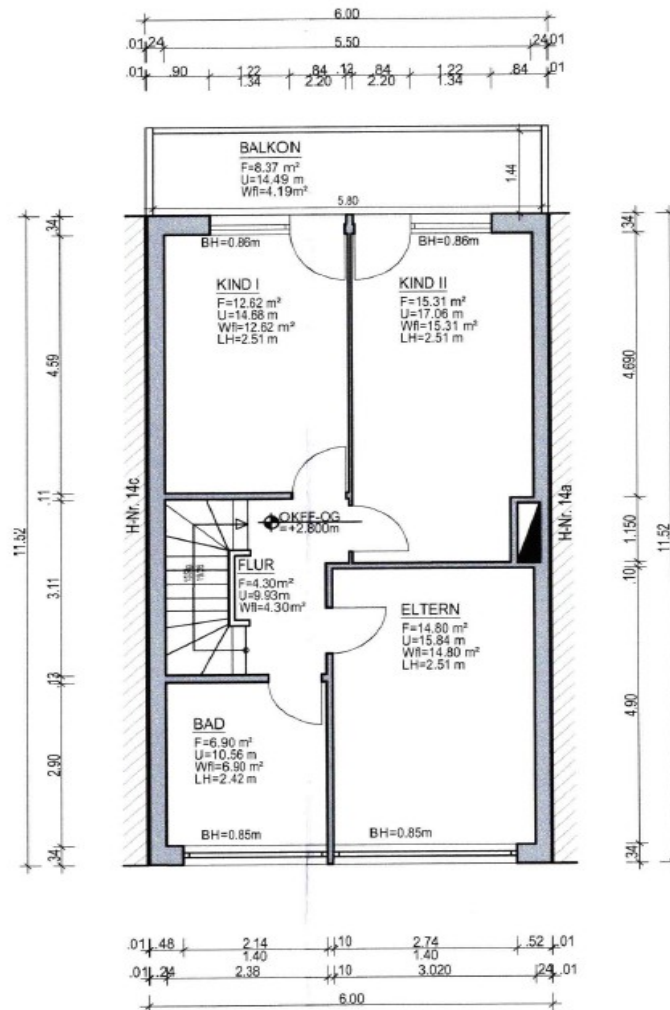 6.00
.01 .24 5.50 .24 .01
.01 .90 1.22 .84 .12 .84 1.22 .84 .01
1.34 2.20 2.20 1.34
BALKON
F=8.37 m²
U=14.49 m
Wfl=4.19m²
1.44
5.80
.34
.34
BH=0.86m
BH=0.86m
KIND I
F=12.62 m²
U=14.68 m
Wfl=12.62 m²
LH=2.51 m
KIND II
F=15.31 m²
U=17.06 m
Wfl=15.31 m²
LH=2.51 m
4.59
4.690
H-Nr. 14c
H-Nr. 14a
.11
OKFF-OG
=+2.800m
11.52
11.52
1.150
3.11
.10
FLUR
F=4.30m²
U=9.93m
Wfl=4.30m²
ELTERN
F=14.80 m²
U=15.84 m
Wfl=14.80 m²
LH=2.51 m
.13
4.90
BAD
F=6.90 m²
U=10.56 m
Wfl=6.90 m²
LH=2.42 m
2.90
BH=0.85m
BH=0.85m
.34
.34
.01 .48 2.14 .10 2.74 .52 .01
1.40 1.40
.01 .24 2.38 .10 3.020 .24 .01
6.00